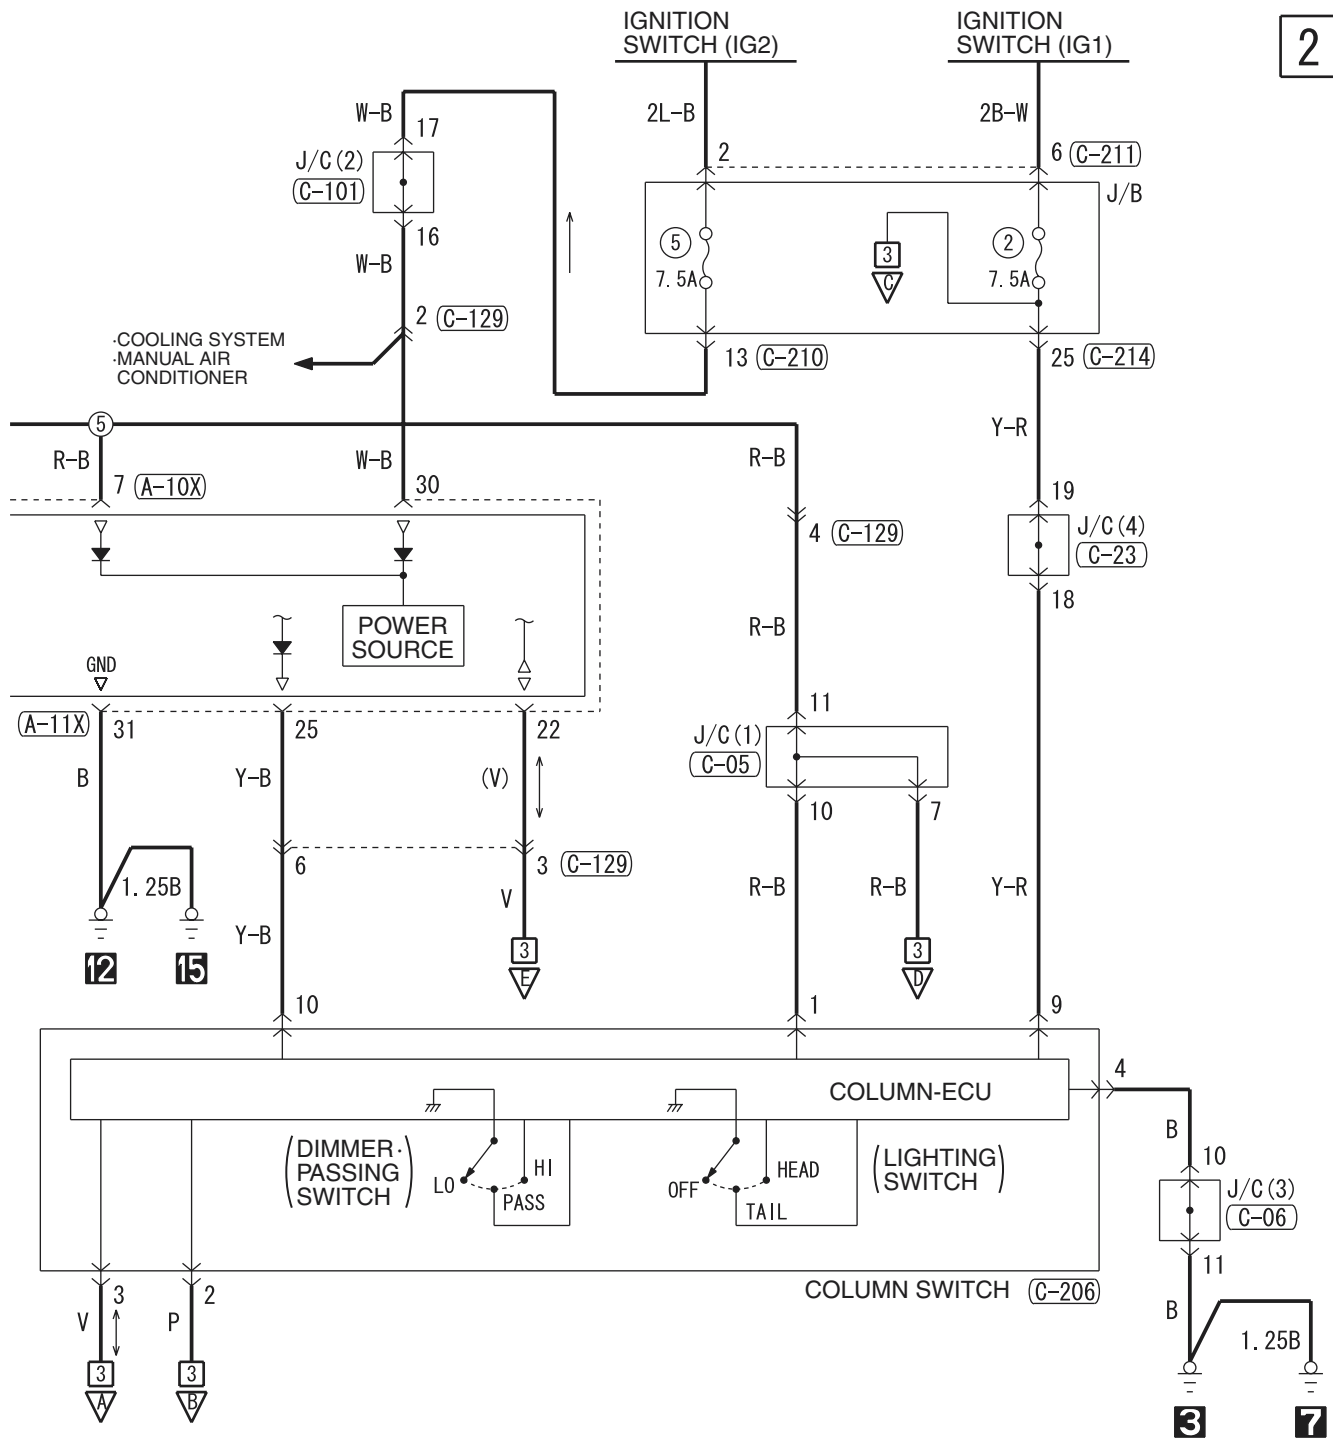 IGNITION
SWITCH (IG2)
IGNITION
SWITCH (IG1)
2
W-B
17
2L-B
2B-W
J/C(2)
C-101
2
6 C-211
J/B
16
5
7.5A
3
C
2
7.5A
W-B
2 C-129
·COOLING SYSTEM
·MANUAL AIR
CONDITIONER
13 C-210
25 C-214
5
Y-R
R-B
W-B
R-B
7 A-10X
30
19
4 C-129
J/C(4)
C-23
18
POWER
SOURCE
R-B
GND
A-11X
31
25
22
11
J/C(1)
C-05
B
Y-B
(V)
10
7
6
3 C-129
1.25B
V
R-B
R-B
Y-R
Y-B
12
15
3
E
3
D
10
1
9
4
COLUMN-ECU
B
10
(DIMMER·
PASSING
SWITCH)
LO
HI
PASS
OFF
HEAD
TAIL
(LIGHTING
SWITCH)
J/C(3)
C-06
11
COLUMN SWITCH C-206
3
2
V
P
B
1.25B
3
A
3
B
3
7